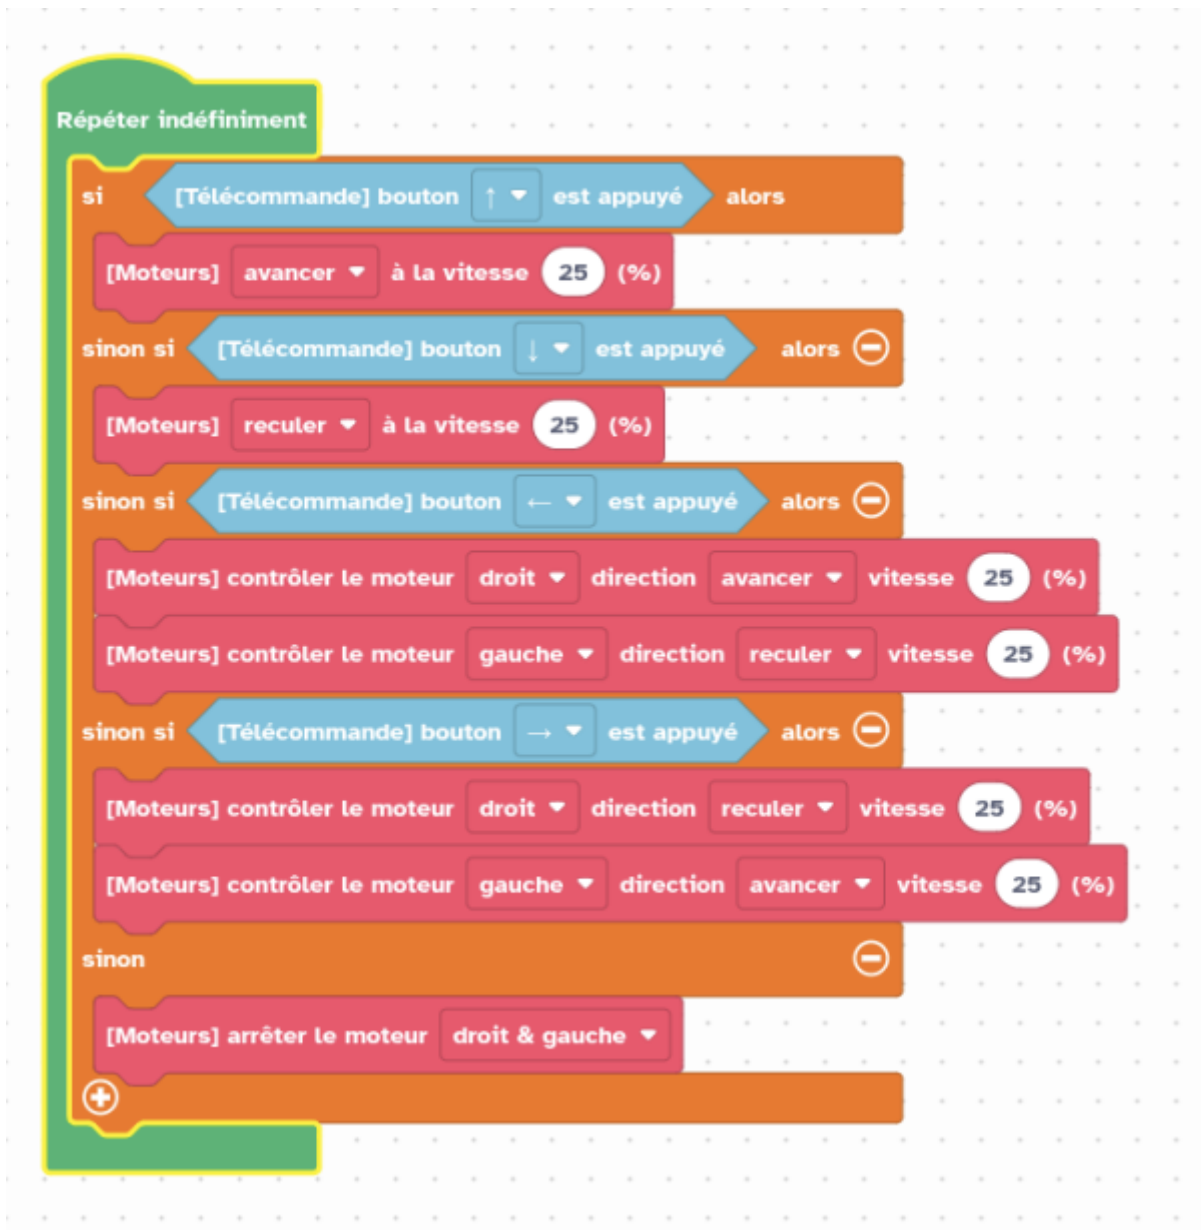 Répéter indéfiniment
si [Télécommande] bouton ↑ est appuyé alors
[Moteurs] avancer à la vitesse 25 (%)
sinon si [Télécommande] bouton ↓ est appuyé alors
[Moteurs] reculer à la vitesse 25 (%)
sinon si [Télécommande] bouton ← est appuyé alors
[Moteurs] contrôler le moteur droit direction avancer vitesse 25 (%)
[Moteurs] contrôler le moteur gauche direction reculer vitesse 25 (%)
sinon si [Télécommande] bouton → est appuyé alors
[Moteurs] contrôler le moteur droit direction reculer vitesse 25 (%)
[Moteurs] contrôler le moteur gauche direction avancer vitesse 25 (%)
sinon
[Moteurs] arrêter le moteur droit & gauche